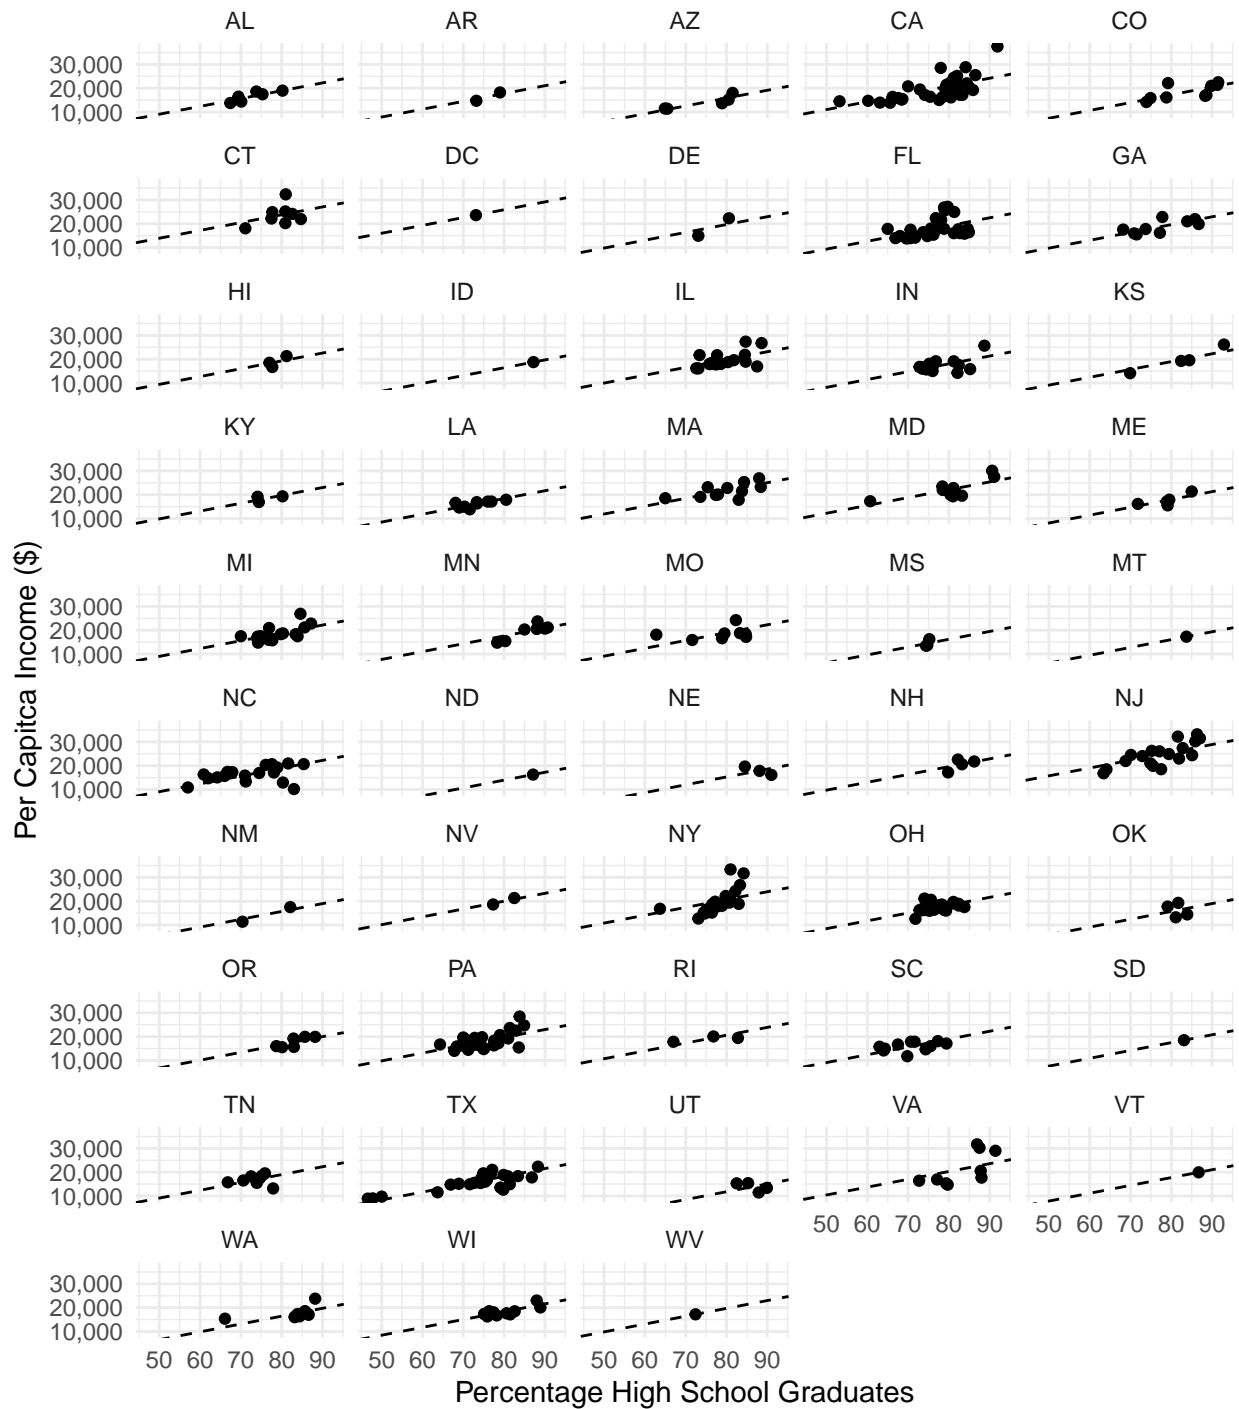 AL AR AZ CA CO
30,000
20,000
10,000
CT DC DE FL GA
30,000
20,000
10,000
HI ID IL IN KS
30,000
20,000
10,000
KY LA MA MD ME
30,000
20,000
10,000
MI MN MO MS MT
30,000
20,000
10,000
Per Capitca Income ($)
NC ND NE NH NJ
30,000
20,000
10,000
NM NV NY OH OK
30,000
20,000
10,000
OR PA RI SC SD
30,000
20,000
10,000
TN TX UT VA VT
30,000
20,000
10,000
50 60 70 80 90 50 60 70 80 90
WA WI WV
30,000
20,000
10,000
50 60 70 80 90 50 60 70 80 90 50 60 70 80 90
Percentage High School Graduates